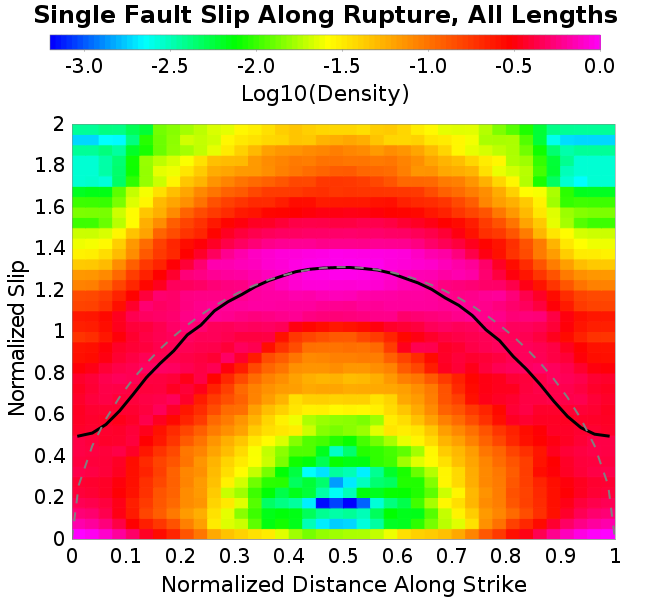 Single Fault Slip Along Rupture, All Lengths
-3.0 -2.5 -2.0 -1.5 -1.0 -0.5 0.0
Log10(Density)
2
1.8
1.6
1.4
1.2
1
0.8
0.6
0.4
0.2
0
Normalized Slip
0 0.1 0.2 0.3 0.4 0.5 0.6 0.7 0.8 0.9 1
Normalized Distance Along Strike